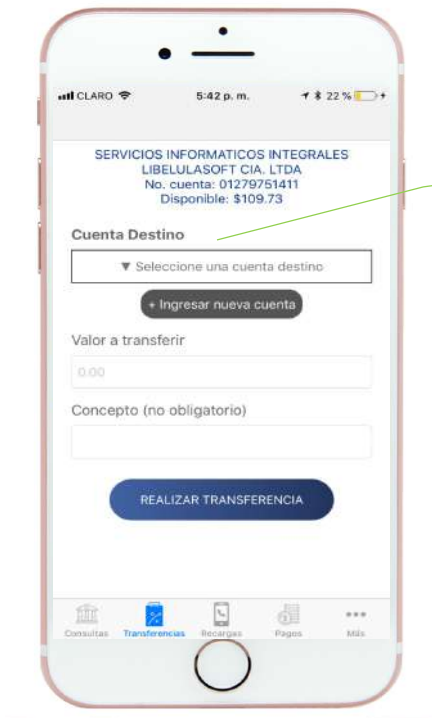 CLARO 5:42 p. m. 22 %
SERVICIOS INFORMATICOS INTEGRALES
LIBELULASOFT CIA. LTDA
No. cuenta: 01279751411
Disponible: $109.73
Cuenta Destino
▼ Seleccione una cuenta destino
+ Ingresar nueva cuenta
Valor a transferir
0.00
Concepto (no obligatorio)
REALIZAR TRANSFERENCIA
Consultas Transferencias Recargas Pagos Más